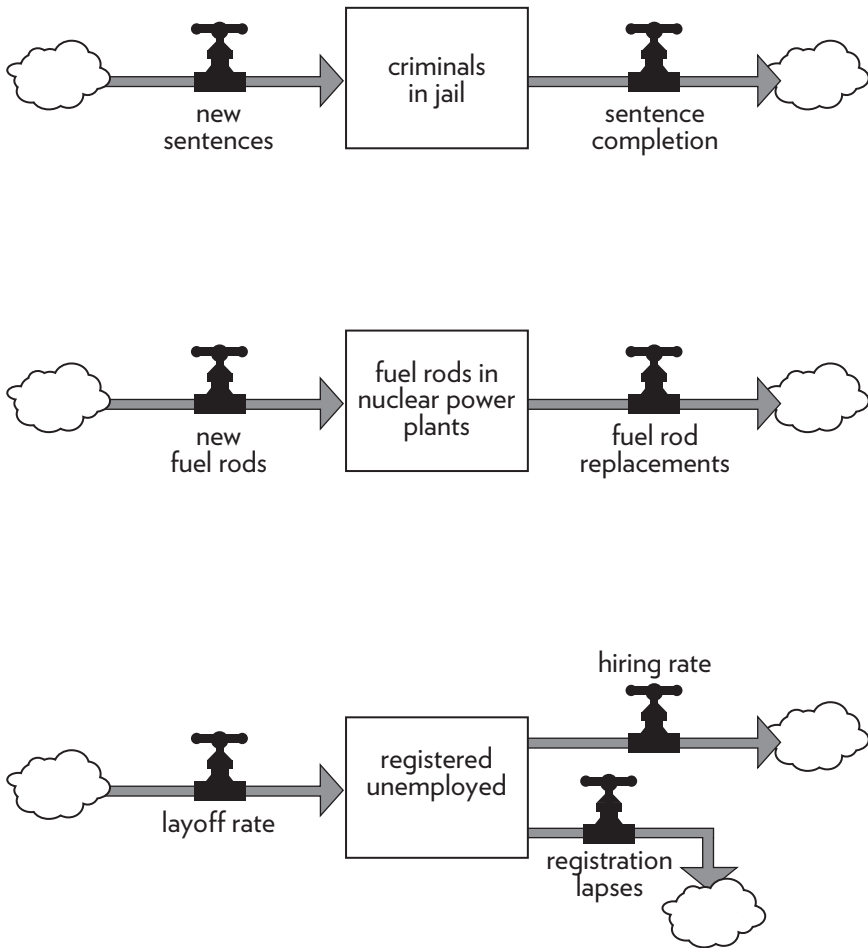 criminals
in jail
new
sentences
sentence
completion
fuel rods in
nuclear power
plants
new
fuel rods
fuel rod
replacements
hiring rate
registered
unemployed
layoff rate
registration
lapses